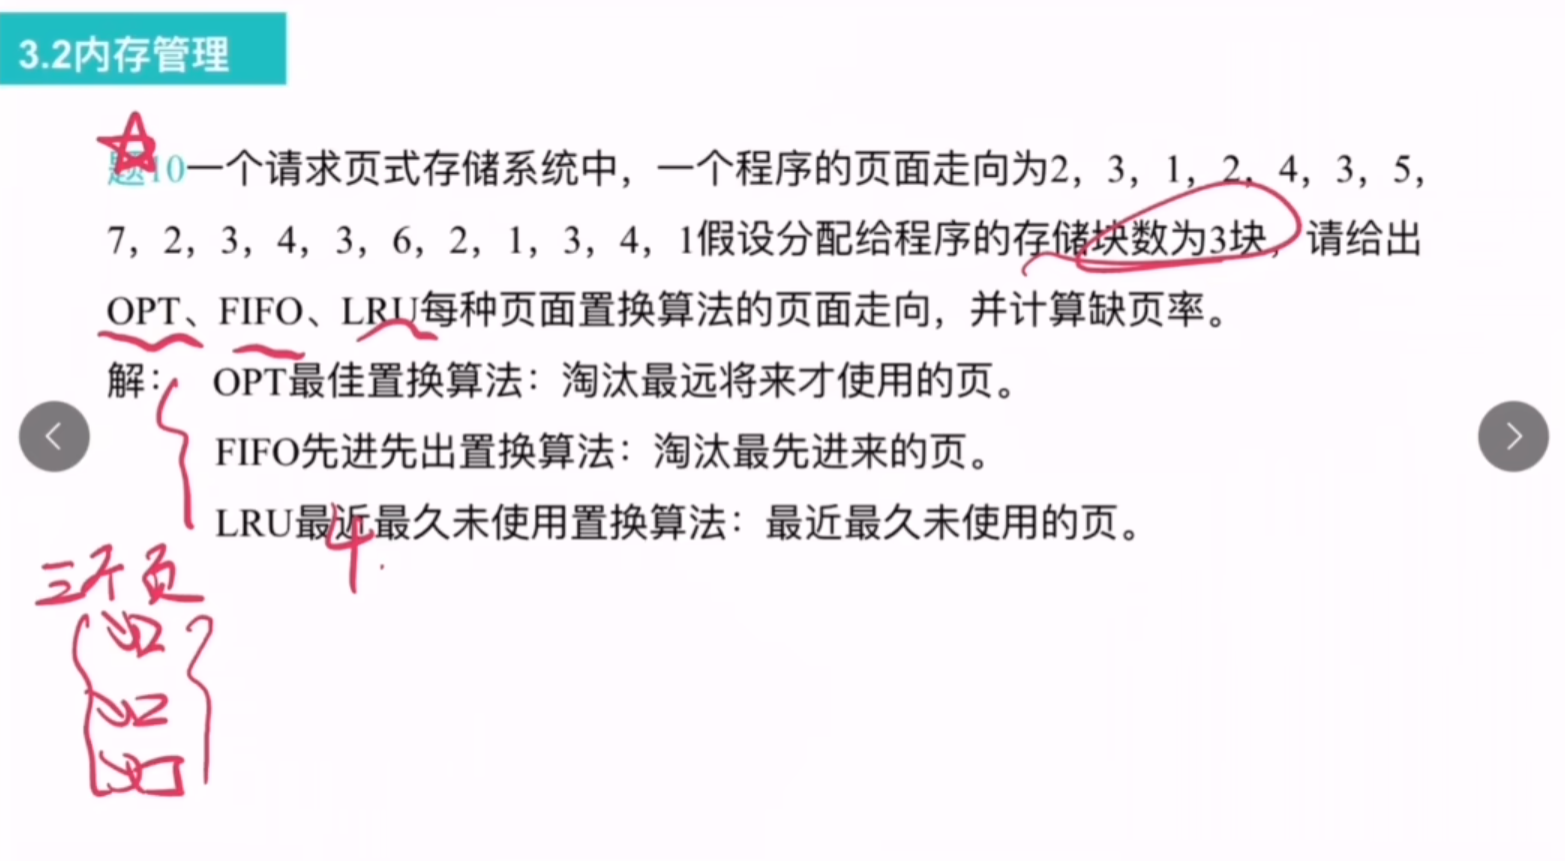 3.2内存管理
题10一个请求页式存储系统中，一个程序的页面走向为2，3，1，2，4，3，5，
7，2，3，4，3，6，2，1，3，4，1假设分配给程序的存储块数为3块，请给出
OPT、FIFO、LRU每种页面置换算法的页面走向，并计算缺页率。
解： OPT最佳置换算法：淘汰最远将来才使用的页。
FIFO先进先出置换算法：淘汰最先进来的页。
LRU最近最久未使用置换算法：最近最久未使用的页。
4
三个页